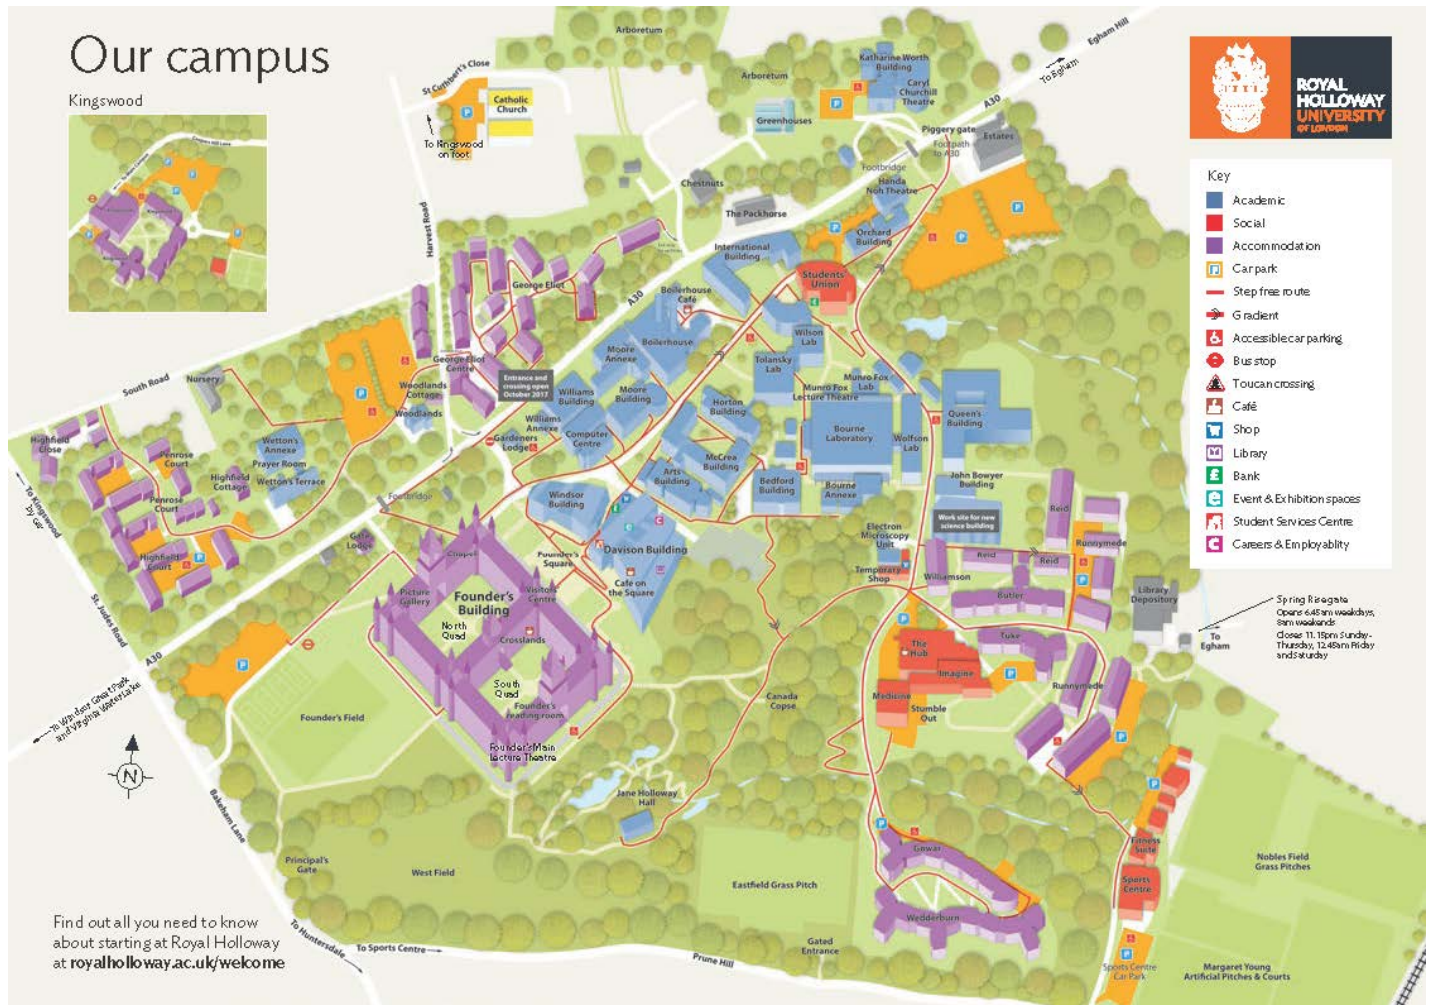 Our campus
Kingswood
ROYAL
HOLLOWAY
UNIVERSITY
OF LONDON
Key
Academic
Social
Accommodation
Car park
Step free route
Gradient
Accessible car parking
Bus stop
Toucan crossing
Café
Shop
Library
Bank
Event & Exhibition spaces
Student Services Centre
Careers & Employablity
Arboretum
Arboretum
Egham Hill
To Egham
A30
St Cuthbert's Close
Catholic
Church
To Kingswood
on foot
Harvest Road
Greenhouses
Katharine Worth
Building
Caryl
Churchill
Theatre
Piggery gate
Footpath
to A30
Estates
Footbridge
Handa
Noh Theatre
Chestnuts
The Packhorse
International
Building
Orchard
Building
Students'
Union
George Eliot
A30
Boilerhouse
Café
Boilerhouse
Moore
Annexe
Wilson
Lab
Tolansky
Lab
Munro Fox
Lab
Munro Fox
Lecture Theatre
George Eliot
Centre
Entrance and
crossing open
October 2017
Williams
Building
Moore
Building
Horton
Building
Queen's
Building
Bourne
Laboratory
Wolfson
Lab
South Road
Nursery
Woodlands
Cottage
Woodlands
Williams
Annexe
Gardeners
Lodge
Computer
Centre
McCrea
Building
Arts
Building
Bedford
Building
Bourne
Annexe
John Bowyer
Building
Work site for new
science building
Highfield
Close
Penrose
Court
Wetton's
Annexe
Prayer Room
Wetton's Terrace
Highfield
Cottage
Penrose
Court
Highfield
Court
To Kingswood
by car
Footbridge
Gate
Lodge
Windsor
Building
Davison Building
Founder's
Square
Cafe on
the Square
Electron
Microscopy
Unit
Temporary
Shop
Williamson
Reid
Reid
Reid
Runnymede
Butler
Tuke
Library
Depository
Spring Rise gate
Opens 6.45am weekdays,
8am weekends
Closes 11.15pm Sunday-
Thursday, 12.45am Friday
and Saturday
To
Egham
Chapel
Picture
Gallery
Founder's
Building
North
Quad
Visitors
Centre
Crosslands
South
Quad
Founder's
reading room
Founder's Main
Lecture Theatre
Founder's Field
St. Judes Road
A30
To Windsor Great Park
and Virginia Water Lake
N
The
Hub
Imagine
Medicine
Stumble
Out
Runnymede
Canada
Copse
Jane Holloway
Hall
Bakeham Lane
Principal's
Gate
West Field
Eastfield Grass Pitch
Gowar
Wedderburn
Fitness
Suite
Sports
Centre
Nobles Field
Grass Pitches
Gated
Entrance
Prune Hill
To Sports Centre
To Huntersdale
Sports Centre
Car Park
Margaret Young
Artificial Pitches & Courts
Find out all you need to know
about starting at Royal Holloway
at royalholloway.ac.uk/welcome